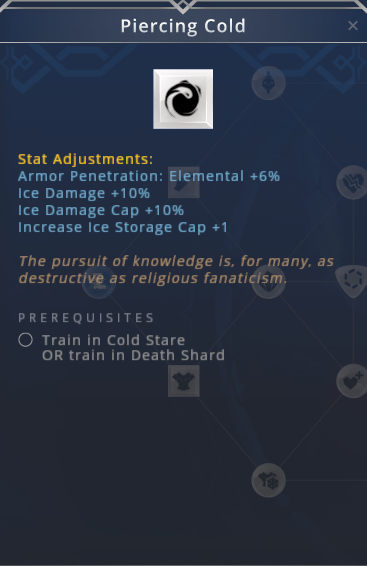 Piercing Cold
Stat Adjustments:
Armor Penetration: Elemental +6%
Ice Damage +10%
Ice Damage Cap +10%
Increase Ice Storage Cap +1
The pursuit of knowledge is, for many, as
destructive as religious fanaticism.
PREREQUISITES
Train in Cold Stare
OR train in Death Shard